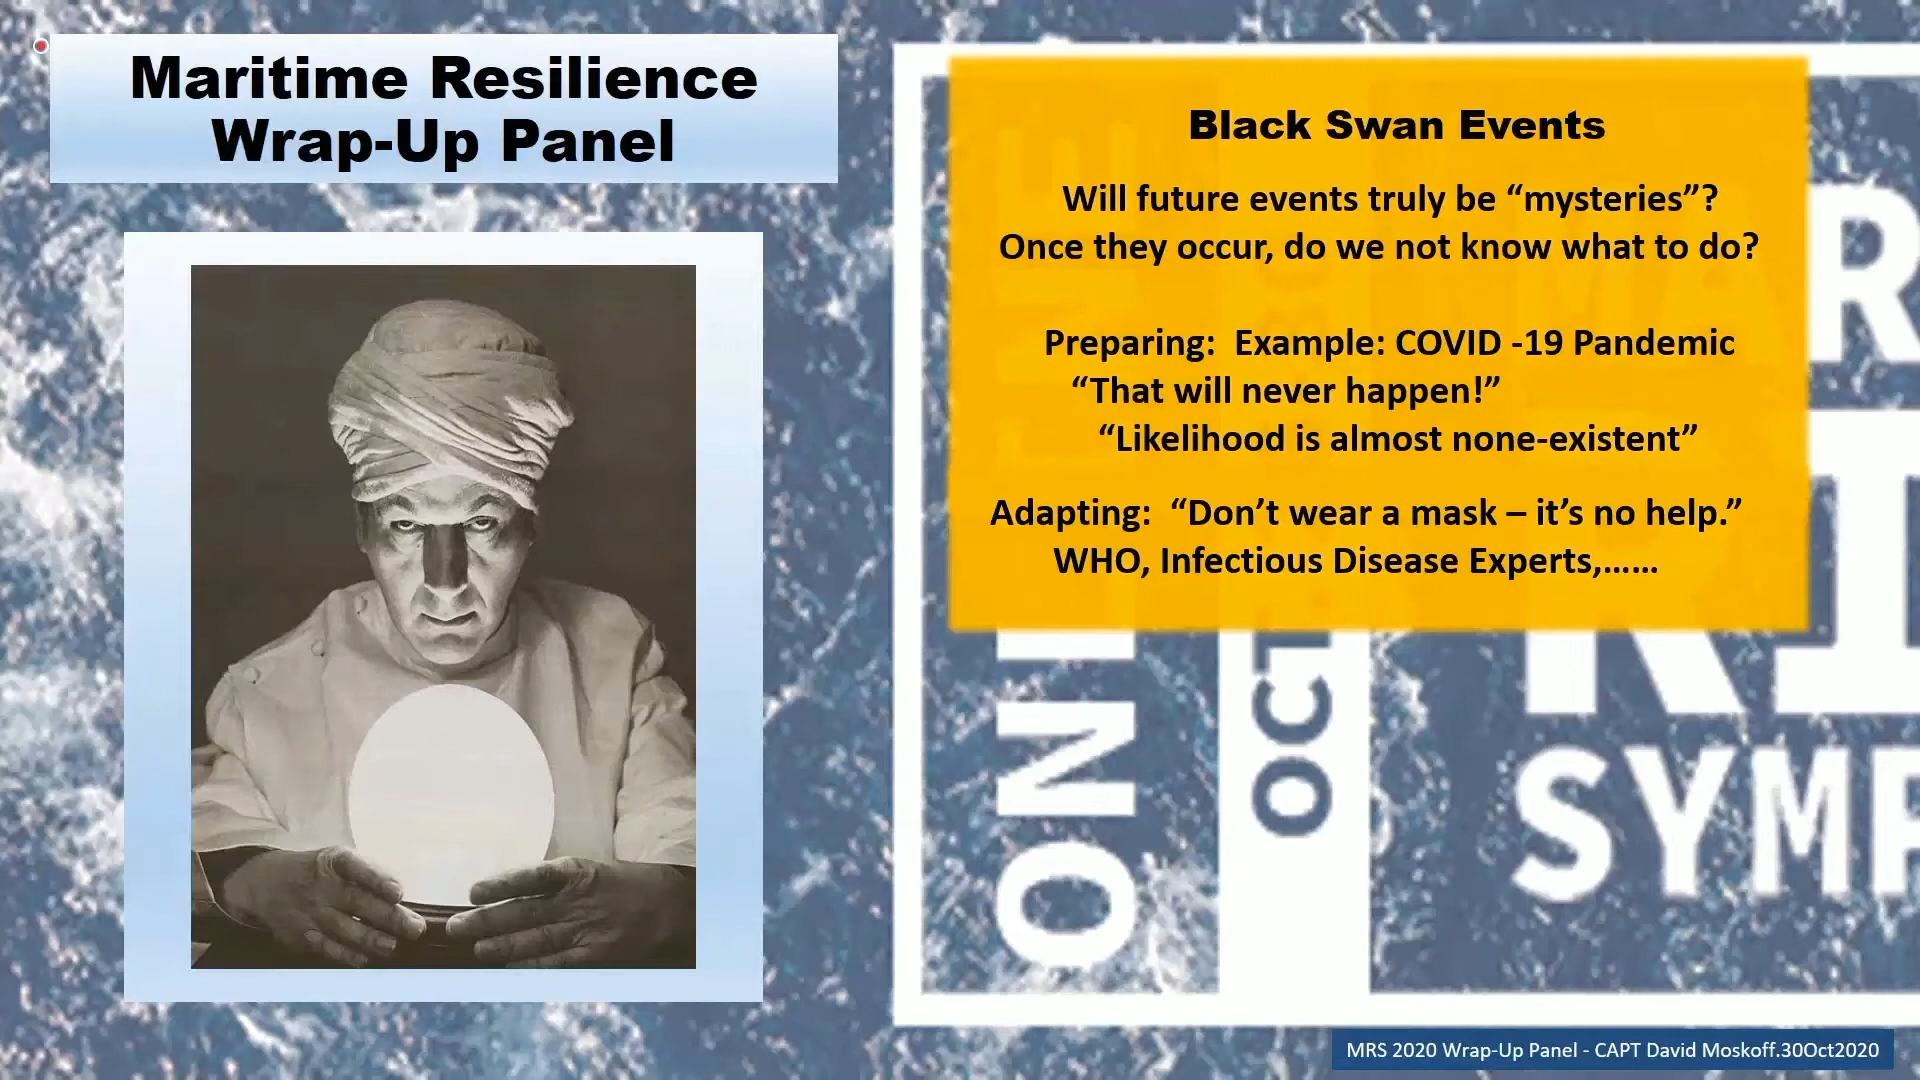 Maritime Resilience
Wrap-Up Panel
Black Swan Events
Will future events truly be “mysteries”?
Once they occur, do we not know what to do?
Preparing:  Example: COVID -19 Pandemic
“That will never happen!”
“Likelihood is almost none-existent”
Adapting:  “Don’t wear a mask – it’s no help.”
WHO, Infectious Disease Experts,……
OCT
SYMP
MRS 2020 Wrap-Up Panel - CAPT David Moskoff.30Oct2020